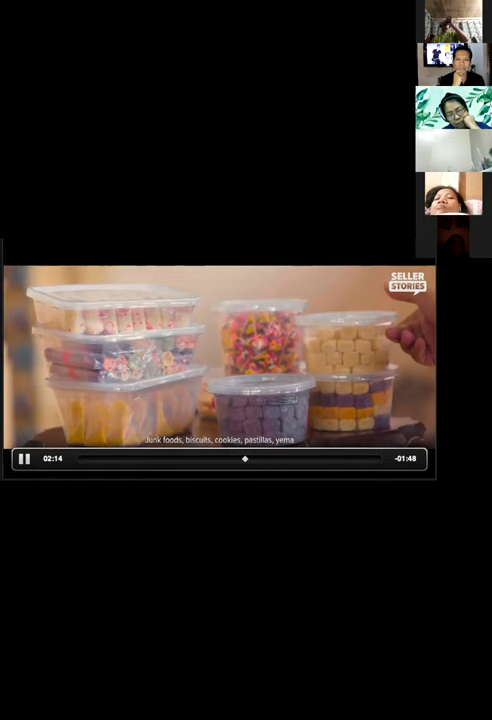 SELLER
STORIES
Junk foods, biscuits, cookies, pastillas, yema
02:14
-01:48